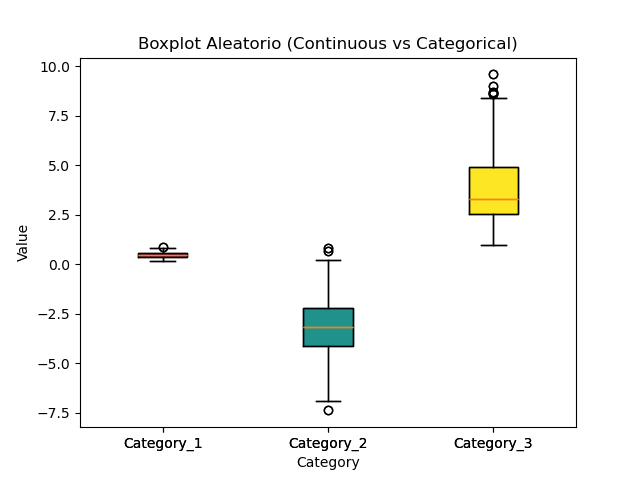 Boxplot Aleatorio (Continuous vs Categorical)
10.0
7.5
5.0
2.5
0.0
−2.5
−5.0
−7.5
Value
Category_1 Category_2 Category_3
Category